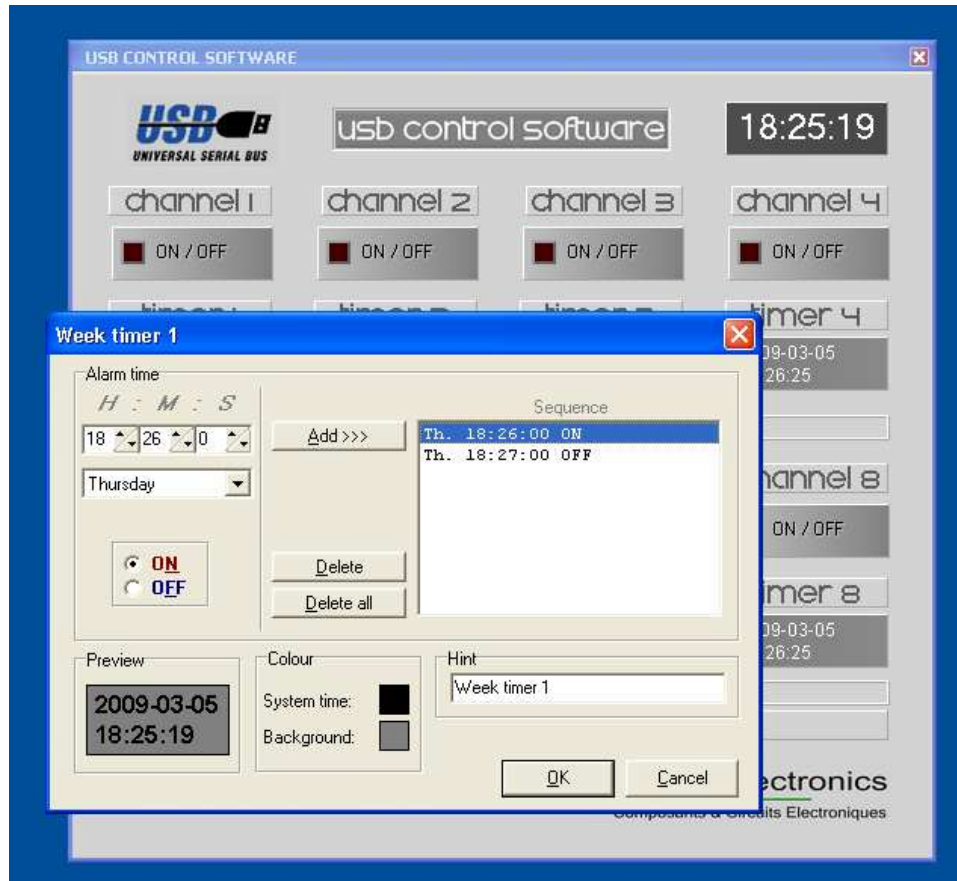 USB CONTROL SOFTWARE
USB
UNIVERSAL SERIAL BUS
usb control software
18:25:19
channel 1
channel 2
channel 3
channel 4
ON / OFF
ON / OFF
ON / OFF
ON / OFF
timer 4
09-03-05
26:25
Week timer 1
Alarm time
H : M : S
18
26
0
Add >>>
Sequence
Th. 18:26:00 ON
Th. 18:27:00 OFF
Thursday
ON
OFF
Delete
Delete all
channel 8
ON / OFF
timer 8
09-03-05
26:25
Preview
2009-03-05
18:25:19
Colour
System time:
Background:
Hint
Week timer 1
OK
Cancel
ectronics
Composants & Circuits Electroniques